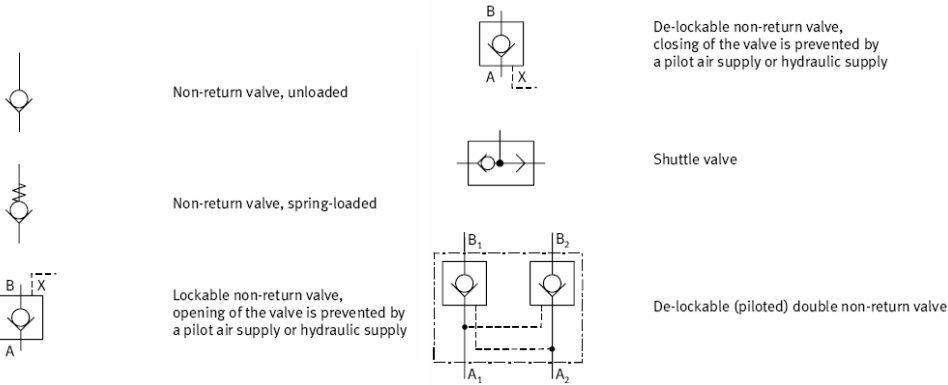 Non-return valve, unloaded
Non-return valve, spring-loaded
B X
Lockable non-return valve,
opening of the valve is prevented by
a pilot air supply or hydraulic supply
A
B
De-lockable non-return valve,
closing of the valve is prevented by
a pilot air supply or hydraulic supply
A X
Shuttle valve
B₁ B₂
De-lockable (piloted) double non-return valve
A₁ A₂